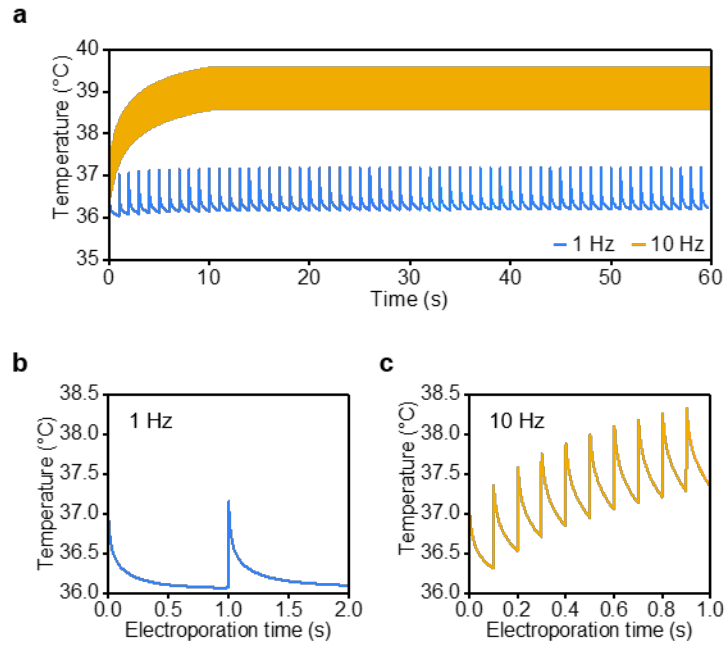 a
Temperature (°C)
40
39
38
37
36
35
1 Hz
10 Hz
0
10
20
30
40
50
60
Time (s)
b
Temperature (°C)
38.5
38.0
37.5
37.0
36.5
36.0
1 Hz
0.0
0.5
1.0
1.5
2.0
Electroporation time (s)
c
Temperature (°C)
38.5
38.0
37.5
37.0
36.5
36.0
10 Hz
0.0
0.2
0.4
0.6
0.8
1.0
Electroporation time (s)